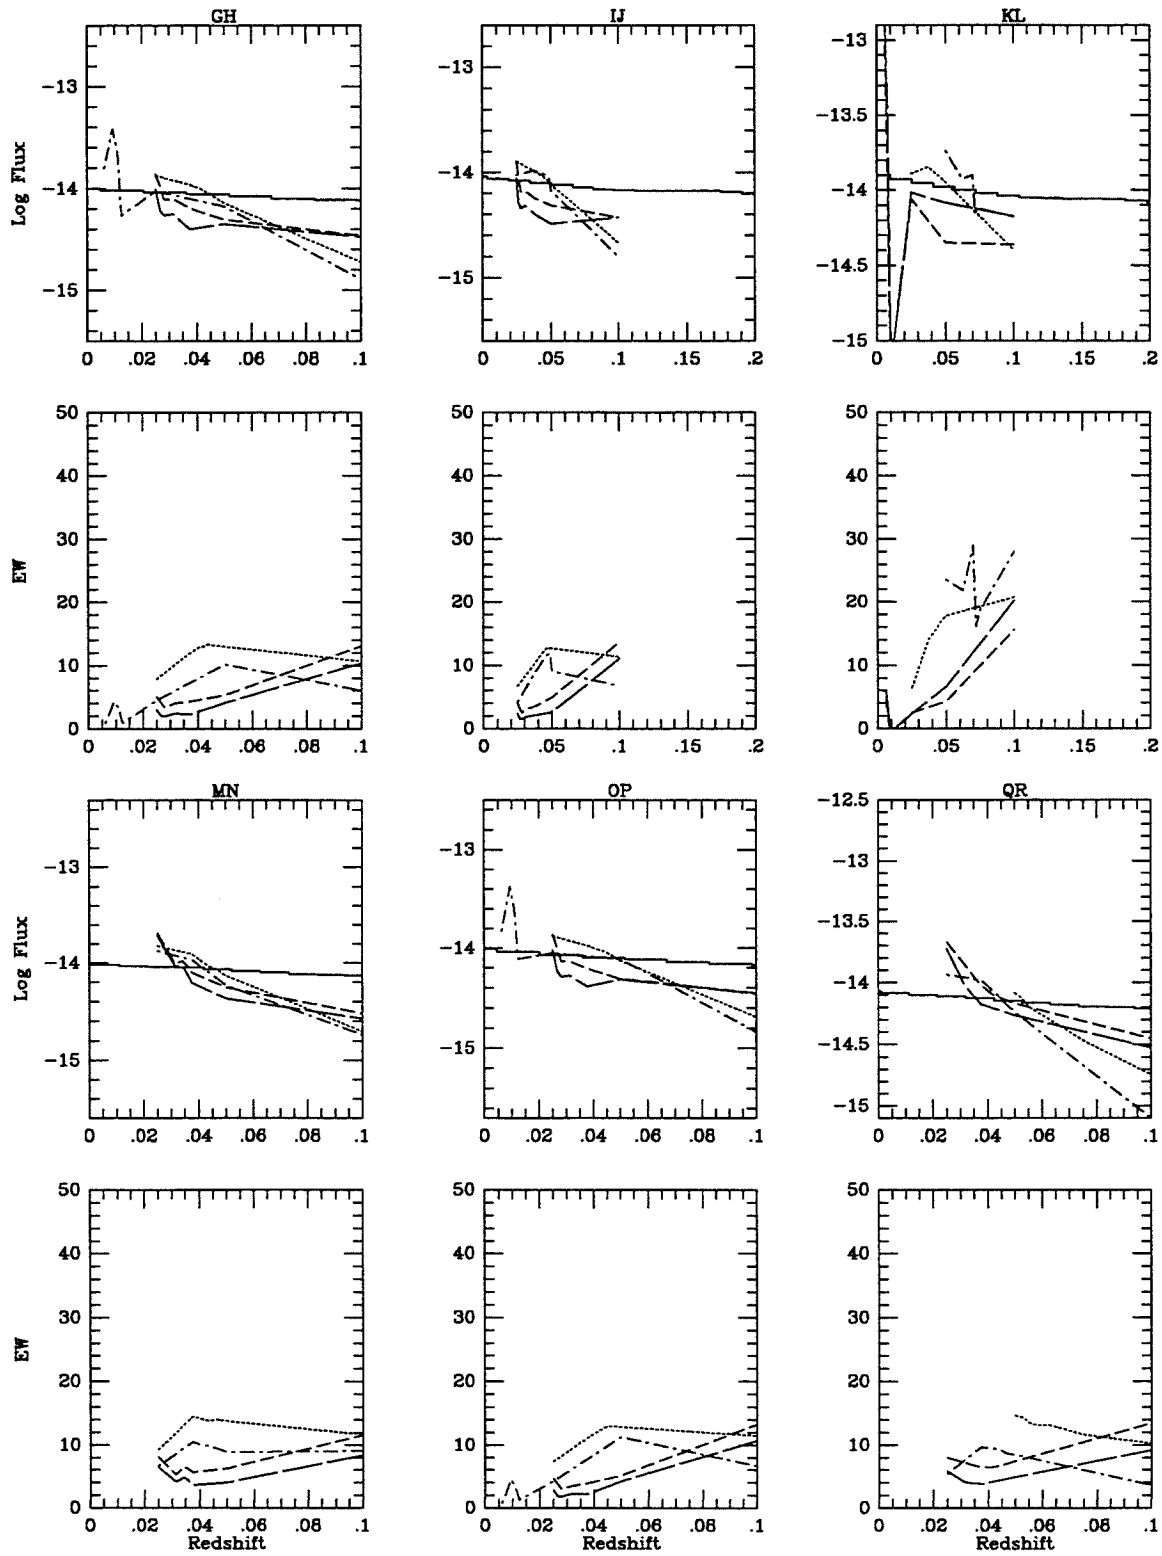 GH IJ KL
Log Flux
-13 -14 -15
0 .02 .04 .06 .08 .1
-13 -14 -15
0 .05 .1 .15 .2
-13 -13.5 -14 -14.5 -15
0 .05 .1 .15 .2
EW
50 40 30 20 10 0
0 .02 .04 .06 .08 .1
50 40 30 20 10 0
0 .05 .1 .15 .2
50 40 30 20 10 0
0 .05 .1 .15 .2
MN OP QR
Log Flux
-13 -14 -15
0 .02 .04 .06 .08 .1
-13 -14 -15
0 .02 .04 .06 .08 .1
-12.5 -13 -13.5 -14 -14.5 -15
0 .02 .04 .06 .08 .1
EW
50 40 30 20 10 0
0 .02 .04 .06 .08 .1
Redshift
50 40 30 20 10 0
0 .02 .04 .06 .08 .1
Redshift
50 40 30 20 10 0
0 .02 .04 .06 .08 .1
Redshift